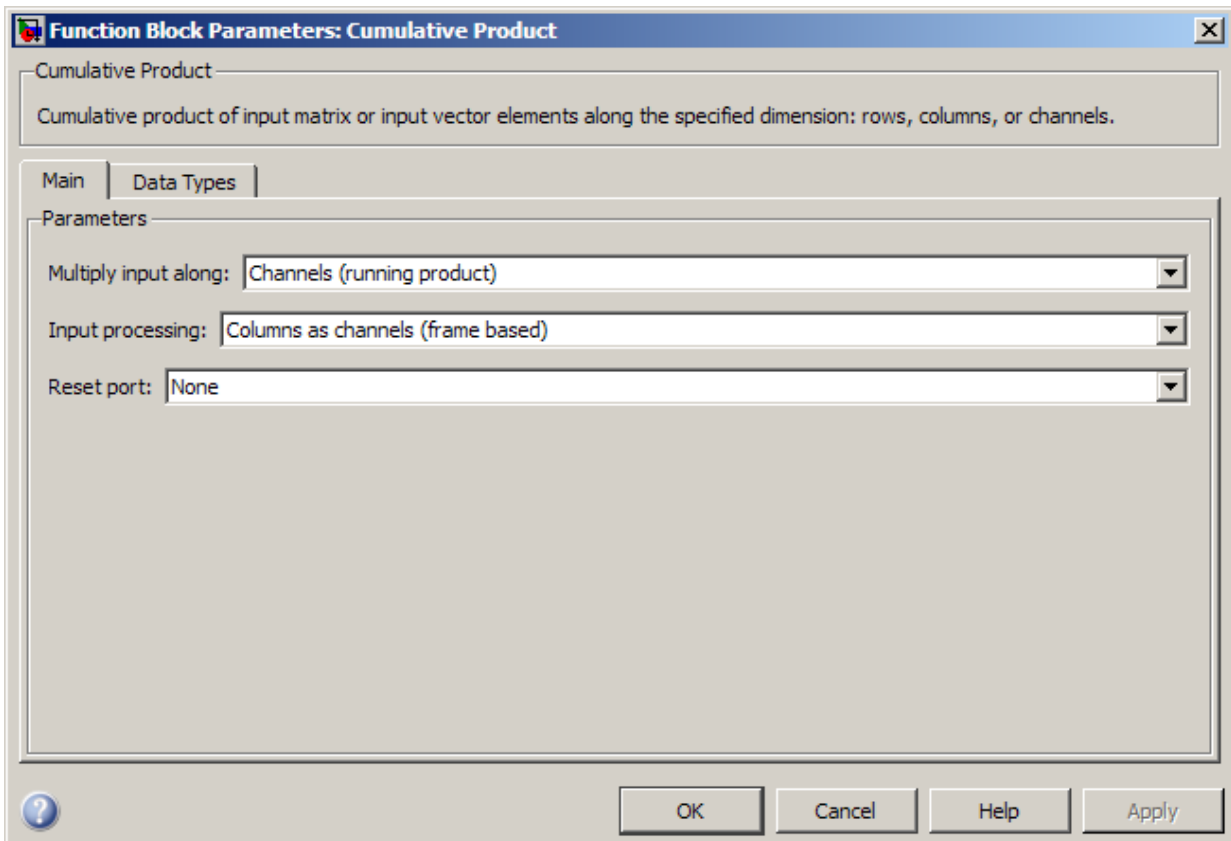 Function Block Parameters: Cumulative Product
Cumulative Product
Cumulative product of input matrix or input vector elements along the specified dimension: rows, columns, or channels.
Main Data Types
Parameters
Multiply input along: Channels (running product)
Input processing: Columns as channels (frame based)
Reset port: None
? OK Cancel Help Apply